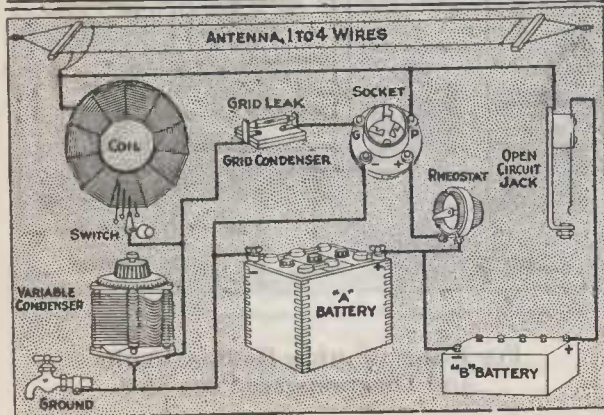 ANTENNA, 1 TO 4 WIRES
COIL
GRID LEAK
GRID CONDENSER
SOCKET
G
P
-
+
RHEOSTAT
OPEN
CIRCUIT
JACK
SWITCH
VARIABLE
CONDENSER
-
+
"A"
BATTERY
-
+
"B" BATTERY
GROUND